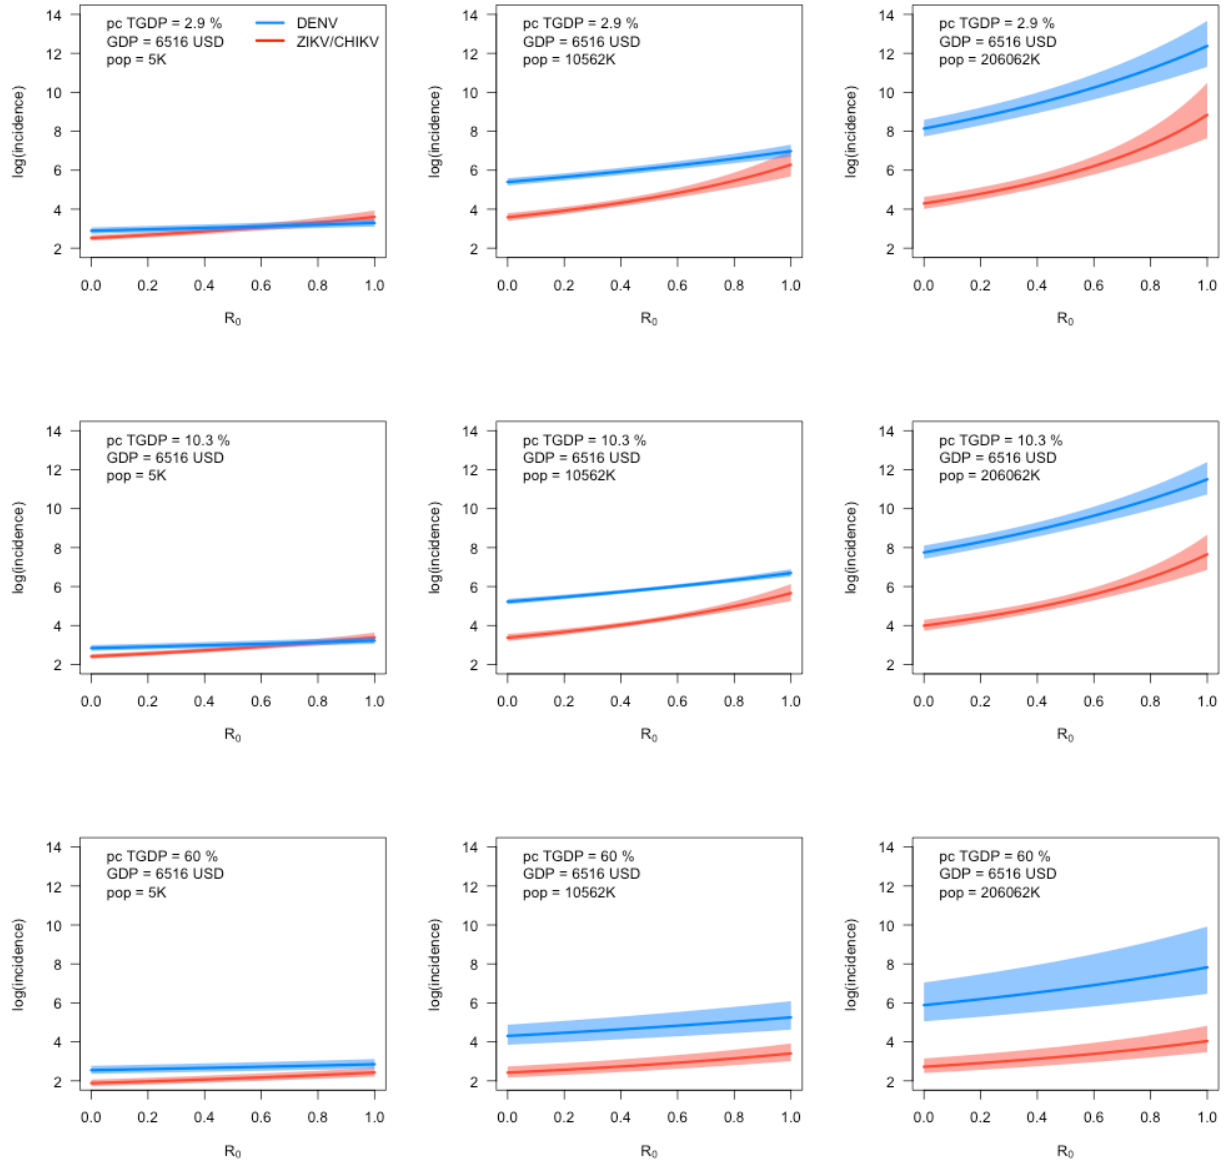 pc TGDP = 2.9 %
GDP = 6516 USD
pop = 5K
DENV
ZIKV/CHIKV
log(incidence)
14
12
10
8
6
4
2
0.0 0.2 0.4 0.6 0.8 1.0
R0
pc TGDP = 2.9 %
GDP = 6516 USD
pop = 10562K
log(incidence)
14
12
10
8
6
4
2
0.0 0.2 0.4 0.6 0.8 1.0
R0
pc TGDP = 2.9 %
GDP = 6516 USD
pop = 206062K
log(incidence)
14
12
10
8
6
4
2
0.0 0.2 0.4 0.6 0.8 1.0
R0
pc TGDP = 10.3 %
GDP = 6516 USD
pop = 5K
log(incidence)
14
12
10
8
6
4
2
0.0 0.2 0.4 0.6 0.8 1.0
R0
pc TGDP = 10.3 %
GDP = 6516 USD
pop = 10562K
log(incidence)
14
12
10
8
6
4
2
0.0 0.2 0.4 0.6 0.8 1.0
R0
pc TGDP = 10.3 %
GDP = 6516 USD
pop = 206062K
log(incidence)
14
12
10
8
6
4
2
0.0 0.2 0.4 0.6 0.8 1.0
R0
pc TGDP = 60 %
GDP = 6516 USD
pop = 5K
log(incidence)
14
12
10
8
6
4
2
0.0 0.2 0.4 0.6 0.8 1.0
R0
pc TGDP = 60 %
GDP = 6516 USD
pop = 10562K
log(incidence)
14
12
10
8
6
4
2
0.0 0.2 0.4 0.6 0.8 1.0
R0
pc TGDP = 60 %
GDP = 6516 USD
pop = 206062K
log(incidence)
14
12
10
8
6
4
2
0.0 0.2 0.4 0.6 0.8 1.0
R0